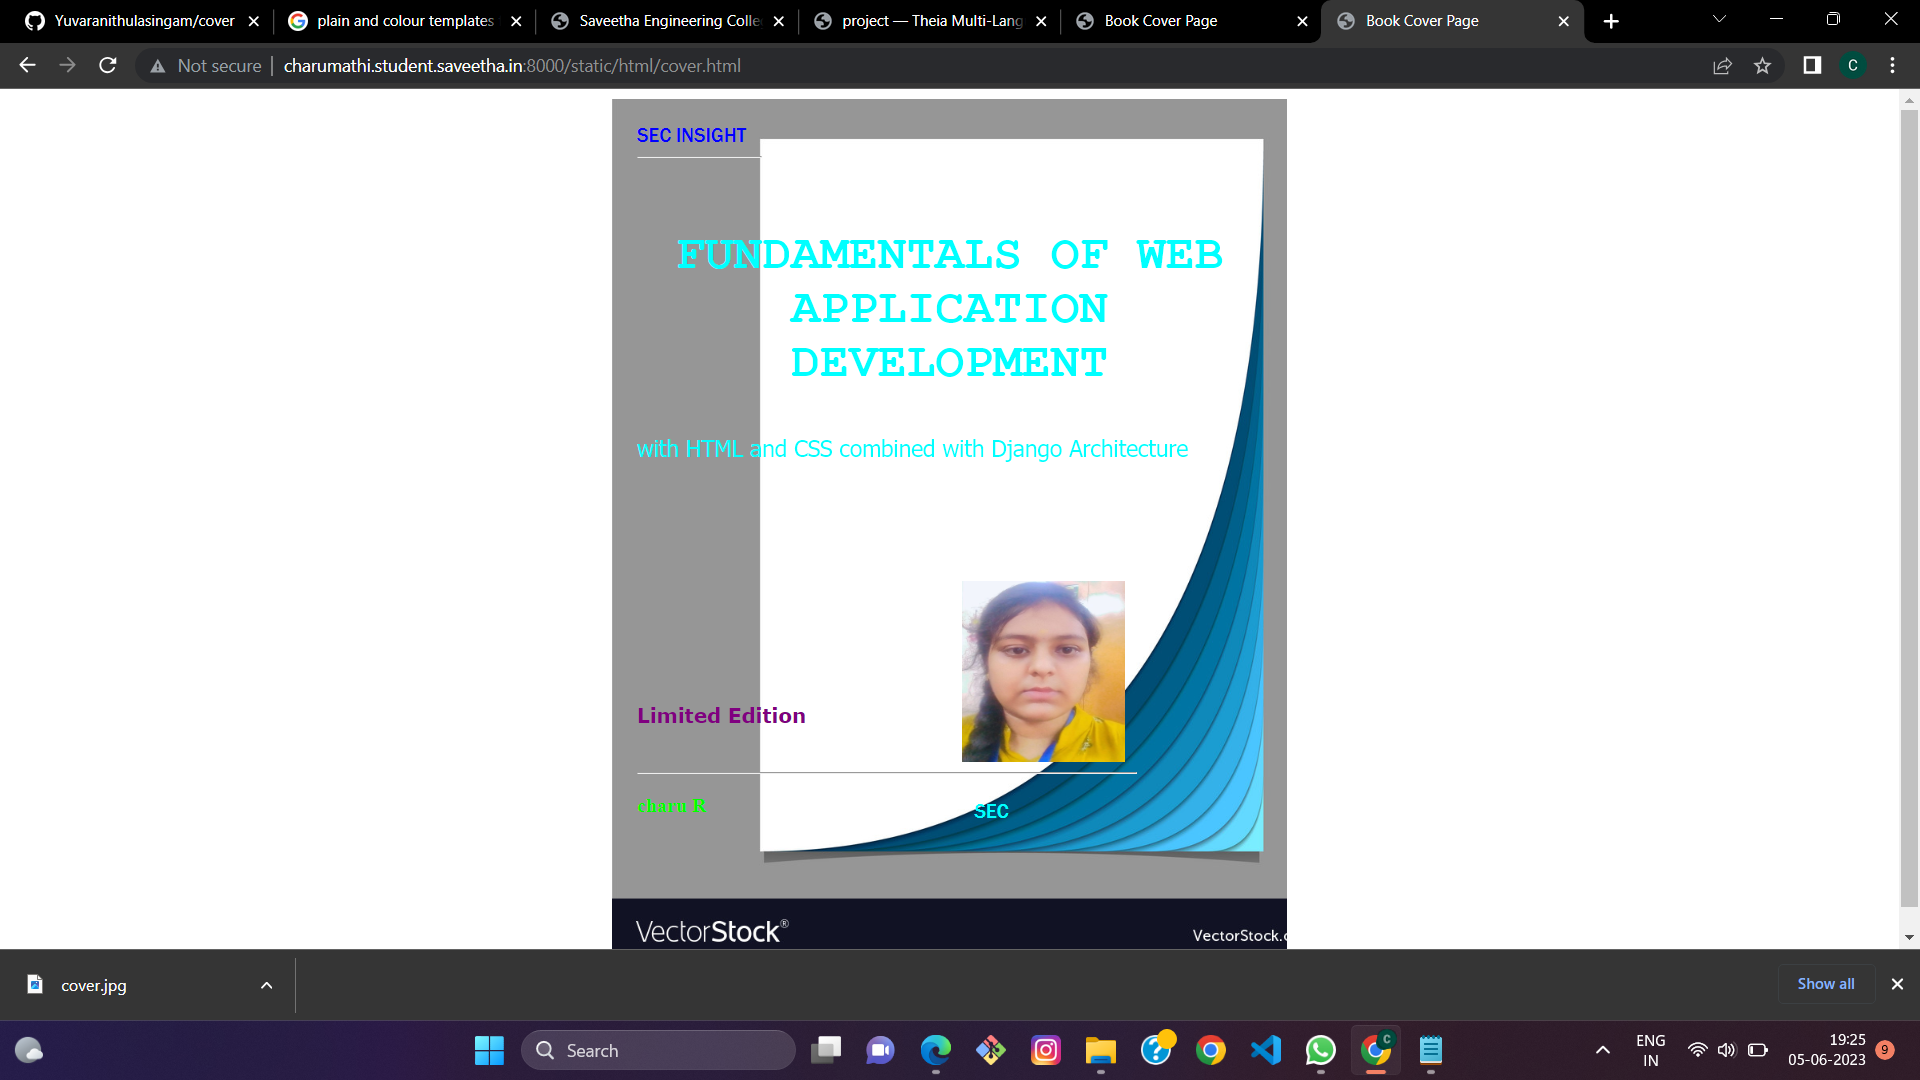 Yuvaranithulasingam/cover
plain and colour templates
Saveetha Engineering Colle
project — Theia Multi-Lang
Book Cover Page
Book Cover Page
Not secure
charumathi.student.saveetha.in:8000/static/html/cover.html
C
SEC INSIGHT
FUNDAMENTALS OF WEB
APPLICATION
DEVELOPMENT
with HTML and CSS combined with Django Architecture
Limited Edition
charu R
SEC
VectorStock®
VectorStock.c
cover.jpg
Show all
Search
C
ENG
IN
19:25
05-06-2023
9